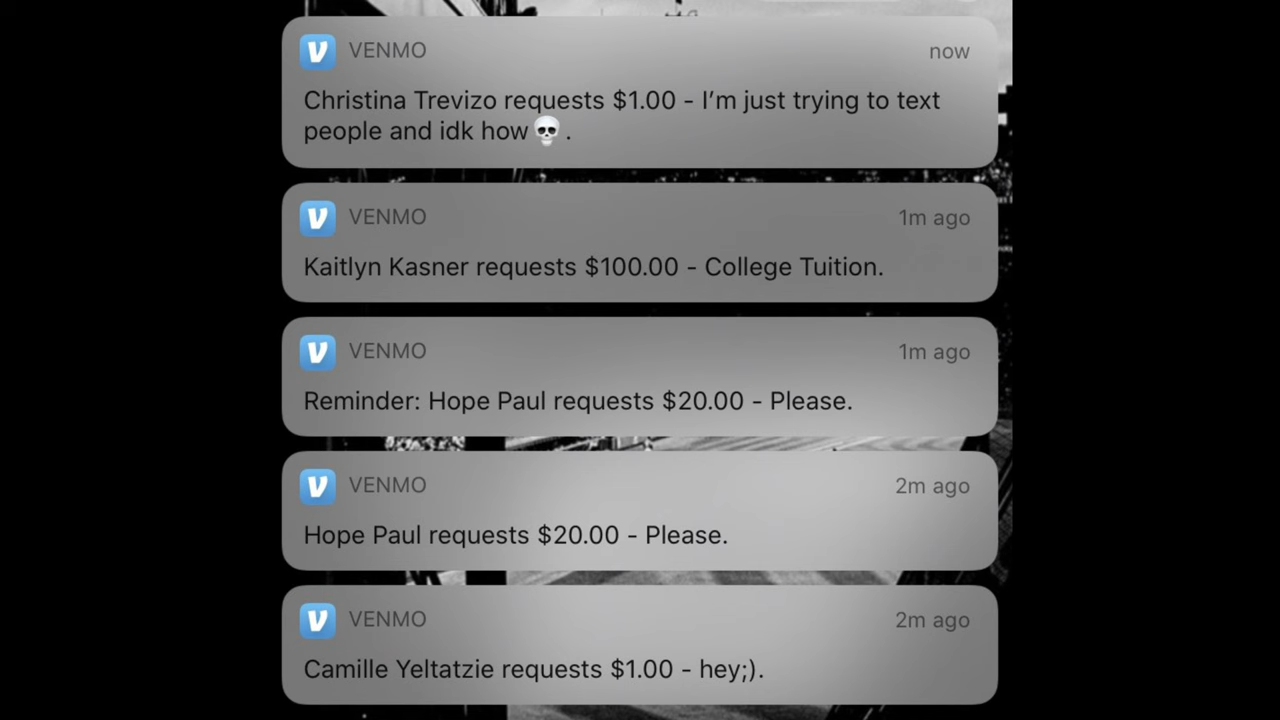 VENMO
now
Christina Trevizo requests $1.00 - I’m just trying to text
people and idk how💀.
VENMO
1m ago
Kaitlyn Kasner requests $100.00 - College Tuition.
VENMO
1m ago
Reminder: Hope Paul requests $20.00 - Please.
VENMO
2m ago
Hope Paul requests $20.00 - Please.
VENMO
2m ago
Camille Yeltatzie requests $1.00 - hey;).